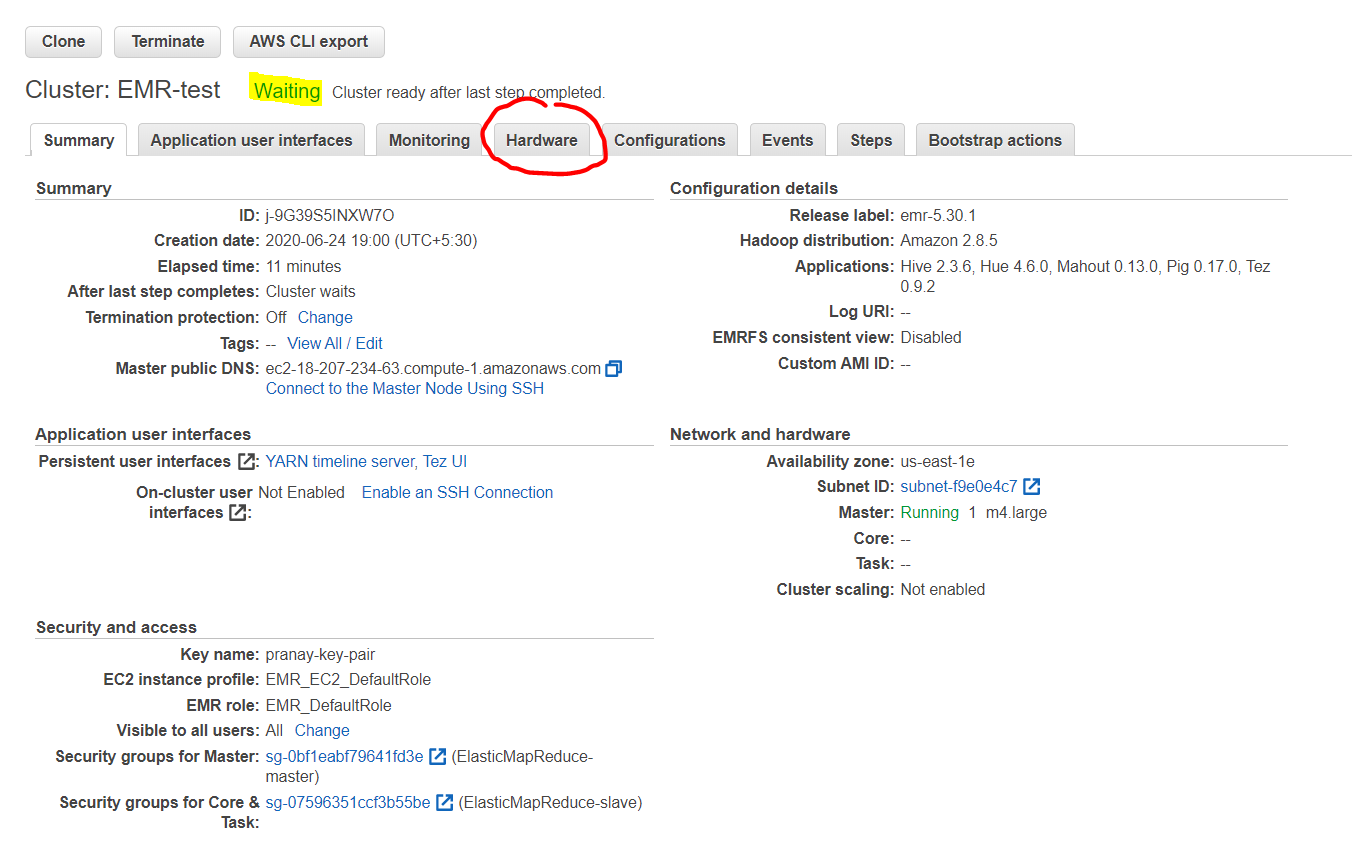 Clone Terminate AWS CLI export
Cluster: EMR-test Waiting Cluster ready after last step completed.
Summary Application user interfaces Monitoring Hardware Configurations Events Steps Bootstrap actions
Summary
ID: j-9G39S5INXW7O
Creation date: 2020-06-24 19:00 (UTC+5:30)
Elapsed time: 11 minutes
After last step completes: Cluster waits
Termination protection: Off Change
Tags: -- View All / Edit
Master public DNS: ec2-18-207-234-63.compute-1.amazonaws.com
Connect to the Master Node Using SSH
Configuration details
Release label: emr-5.30.1
Hadoop distribution: Amazon 2.8.5
Applications: Hive 2.3.6, Hue 4.6.0, Mahout 0.13.0, Pig 0.17.0, Tez
0.9.2
Log URI: --
EMRFS consistent view: Disabled
Custom AMI ID: --
Application user interfaces
Persistent user interfaces : YARN timeline server, Tez UI
On-cluster user Not Enabled Enable an SSH Connection
interfaces :
Network and hardware
Availability zone: us-east-1e
Subnet ID: subnet-f9e0e4c7
Master: Running 1 m4.large
Core: --
Task: --
Cluster scaling: Not enabled
Security and access
Key name: pranay-key-pair
EC2 instance profile: EMR_EC2_DefaultRole
EMR role: EMR_DefaultRole
Visible to all users: All Change
Security groups for Master: sg-0bf1eabf79641fd3e (ElasticMapReduce-
master)
Security groups for Core & sg-07596351ccf3b55be (ElasticMapReduce-slave)
Task: